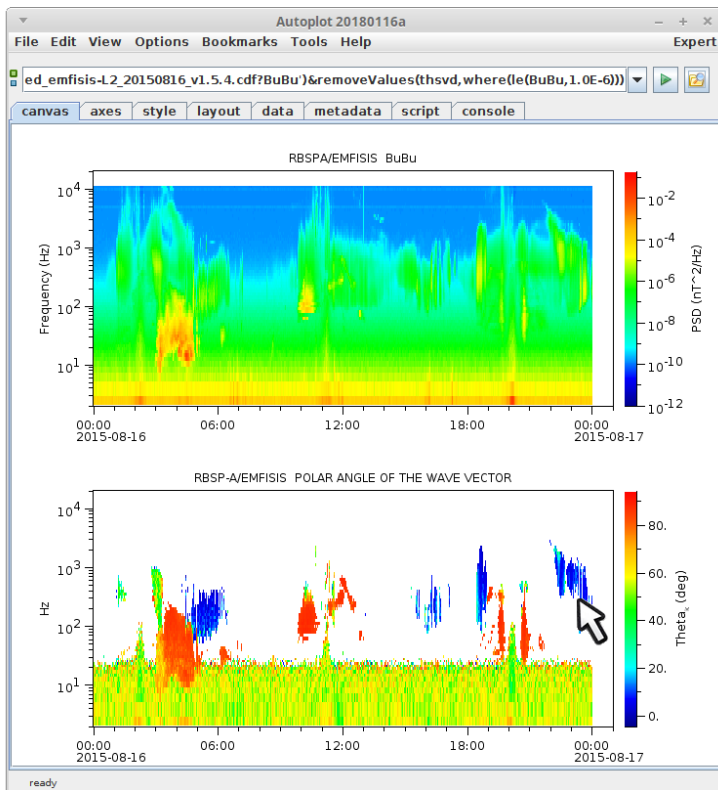 Autoplot 20180116a
File Edit View Options Bookmarks Tools Help Expert
ed_emfisis-L2_20150816_v1.5.4.cdf?BuBu')&removeValues(thsvd,where(le(BuBu,1.0E-6)))
canvas axes style layout data metadata script console
RBSPA/EMFISIS BuBu
10^4
10^3
10^2
10^1
Frequency (Hz)
00:00 06:00 12:00 18:00 00:00
2015-08-16 2015-08-17
10^-2
10^-4
10^-6
10^-8
10^-10
10^-12
PSD (nT^2/Hz)
RBSP-A/EMFISIS POLAR ANGLE OF THE WAVE VECTOR
10^4
10^3
10^2
10^1
Hz
00:00 06:00 12:00 18:00 00:00
2015-08-16 2015-08-17
80.
60.
40.
20.
0.
Theta_k (deg)
ready